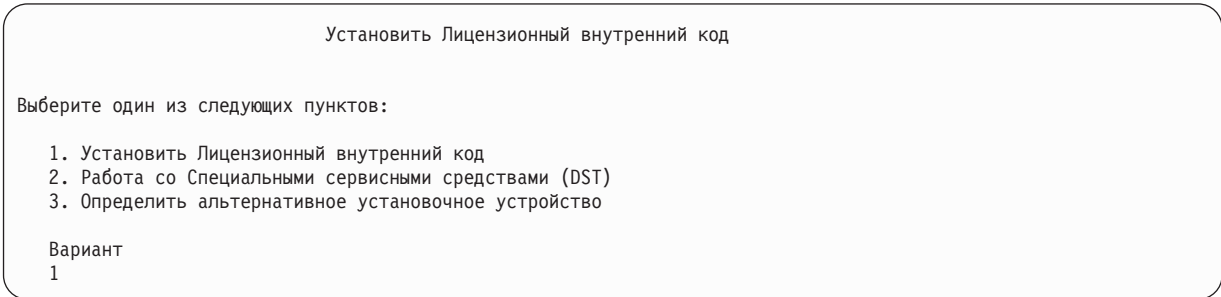 Установить Лицензионный внутренний код
Выберите один из следующих пунктов:
1. Установить Лицензионный внутренний код
2. Работа со Специальными сервисными средствами (DST)
3. Определить альтернативное установочное устройство
Вариант
1